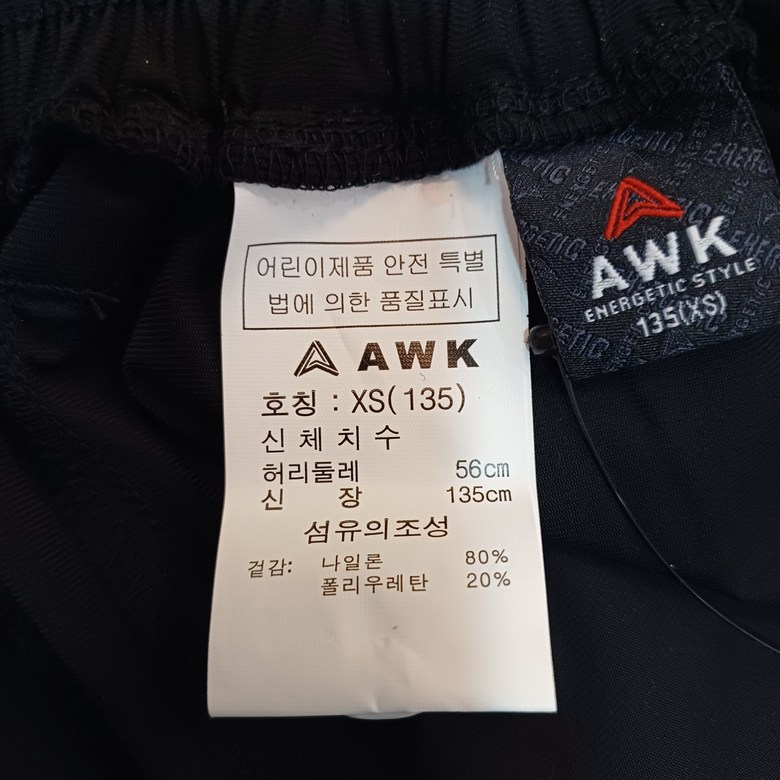 어린이제품 안전 특별
법에 의한 품질표시
AWK
호칭 : XS(135)
신 체 치 수
허리둘레 56cm
신 장 135cm
섬유의조성
겉감: 나일론 80%
폴리우레탄 20%
AWK
ENERGETIC STYLE
135(XS)